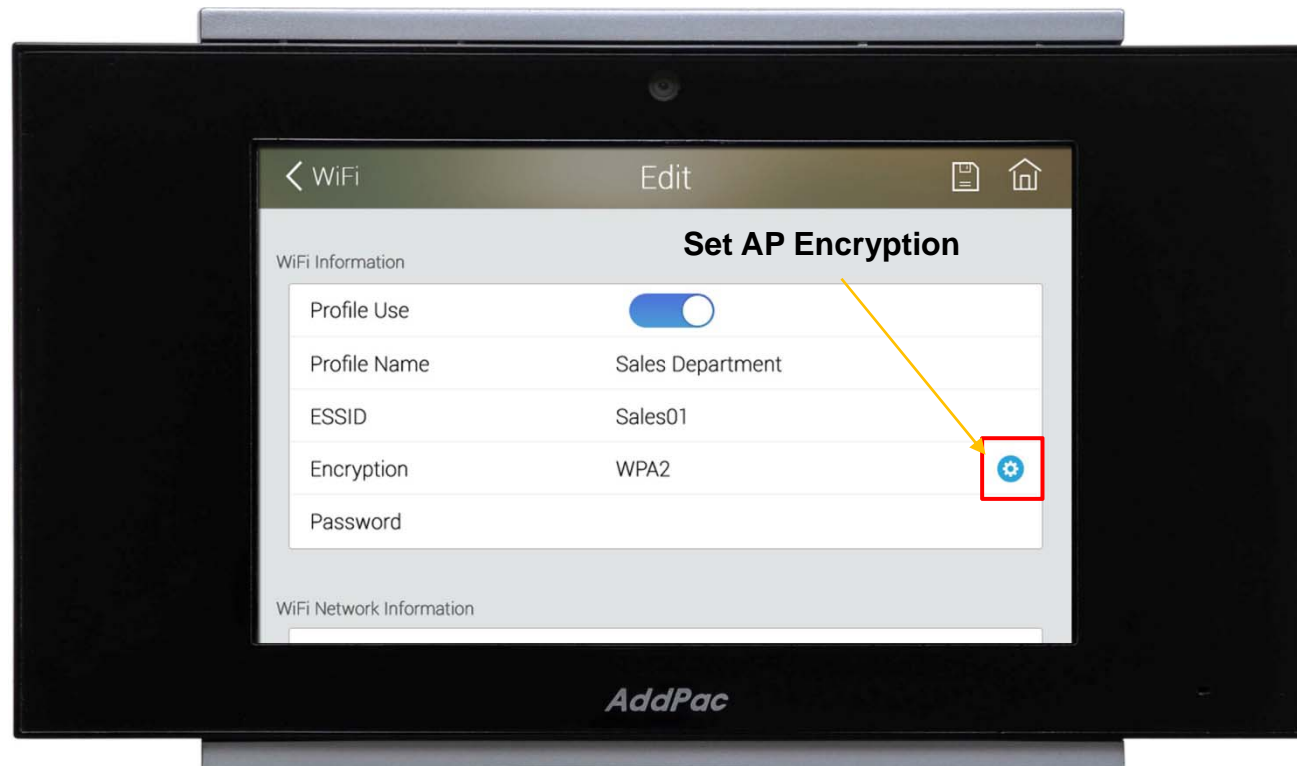 WiFi Edit
Set AP Encryption
WiFi Information
Profile Use
Profile Name Sales Department
ESSID Sales01
Encryption WPA2
Password
WiFi Network Information
AddPac